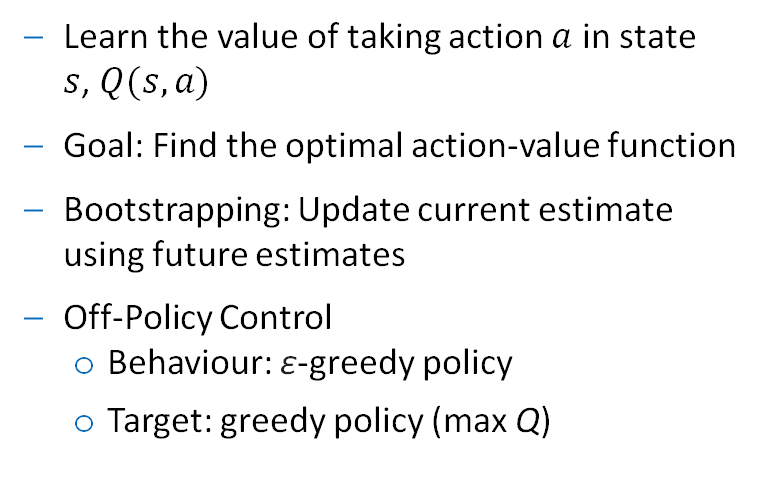 – Learn the value of taking action a in state
s, Q(s, a)
– Goal: Find the optimal action-value function
– Bootstrapping: Update current estimate
using future estimates
– Off-Policy Control
○ Behaviour: ε-greedy policy
○ Target: greedy policy (max Q)